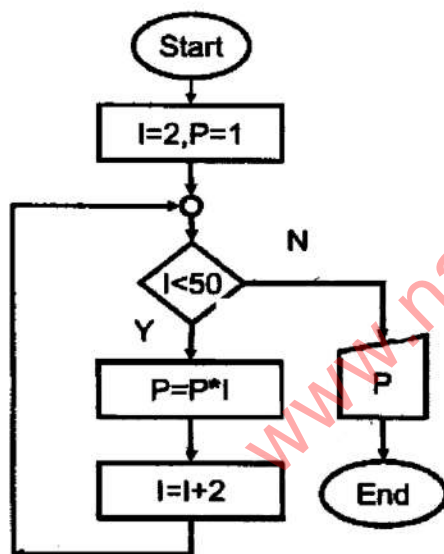 Start
I=2,P=1
I<50
N
Y
P=P*I
P
I=I+2
End